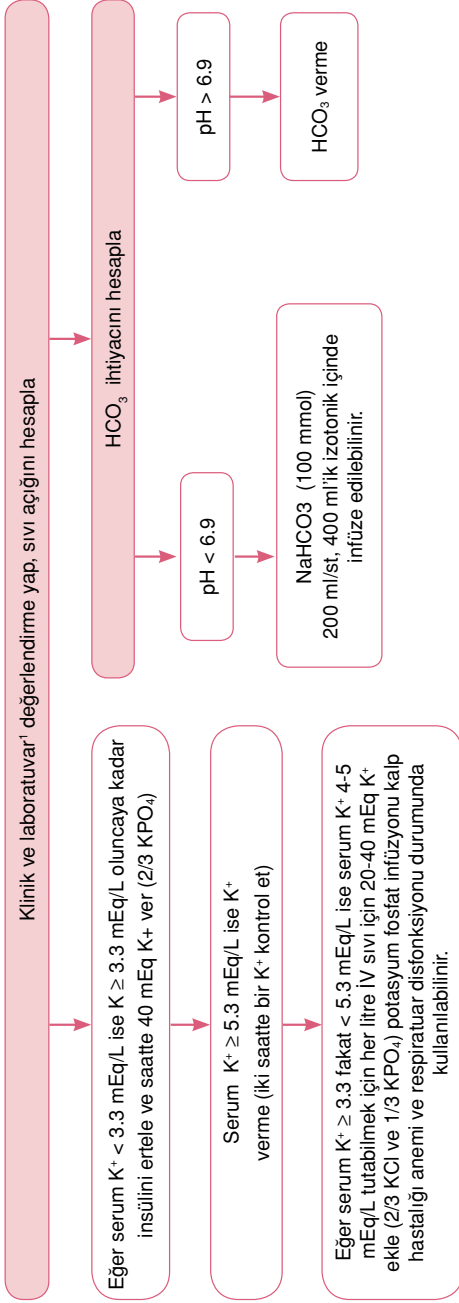 Klinik ve laboratuvar¹ değerlendirme yap, sıvı açığını hesapla
Eğer serum K⁺ < 3.3 mEq/L ise K ≥ 3.3 mEq/L oluncaya kadar
insülini ertele ve saatte 40 mEq K+ ver (2/3 KPO₄)
Serum K⁺ ≥ 5.3 mEq/L ise K⁺
verme (iki saatte bir K⁺ kontrol et)
Eğer serum K⁺ ≥ 3.3 fakat < 5.3 mEq/L ise serum K⁺ 4-5
mEq/L tutabilmek için her litre İV sıvı için 20-40 mEq K⁺
ekle (2/3 KCl ve 1/3 KPO₄) potasyum fosfat infüzyonu kalp
hastalığı anemi ve respiratuar disfonksiyonu durumunda
kullanılabilinir.
HCO₃ ihtiyacını hesapla
pH < 6.9
NaHCO3 (100 mmol)
200 ml/st, 400 ml'ik izotonik içinde
infüze edilebilinir.
pH > 6.9
HCO₃ verme